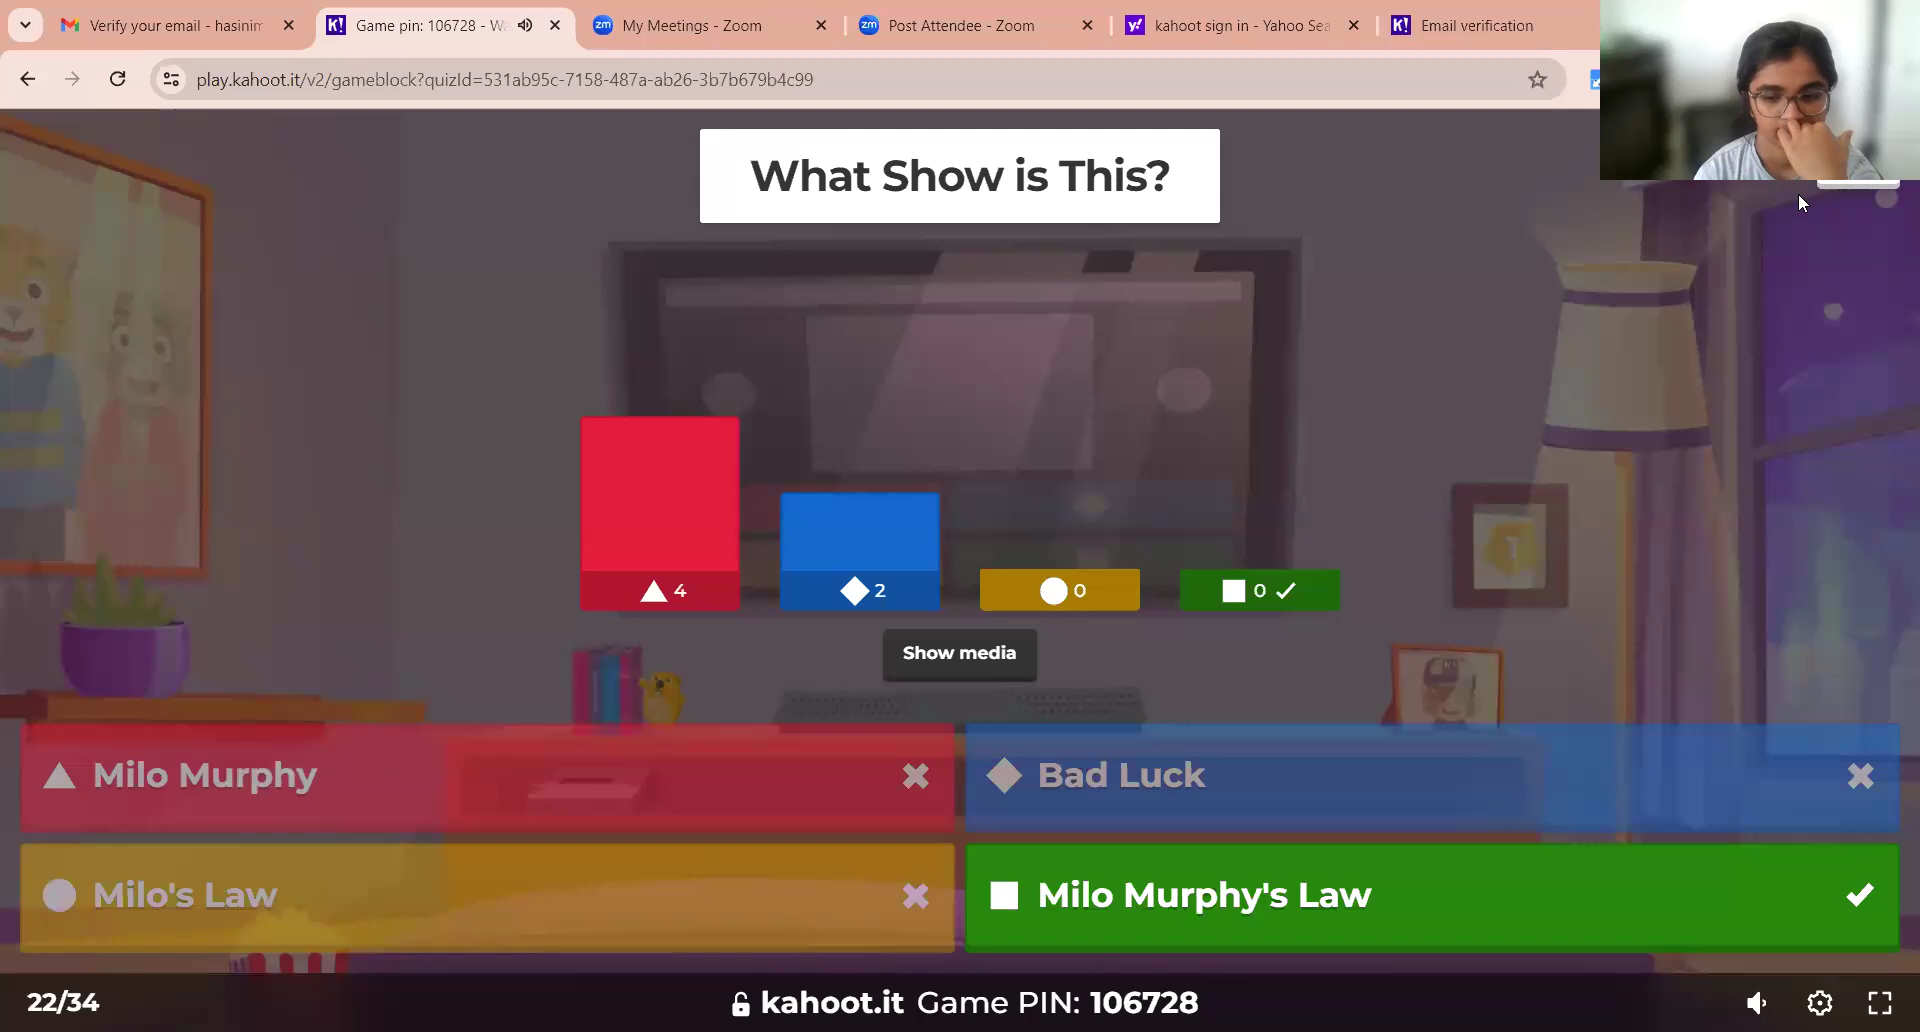 Verify your email - hasinim
Game pin: 106728 - Wa
My Meetings - Zoom
Post Attendee - Zoom
kahoot sign in - Yahoo Sea
Email verification
play.kahoot.it/v2/gameblock?quizId=531ab95c-7158-487a-ab26-3b7b679b4c99
What Show is This?
4
2
0
0
Show media
Milo Murphy
Bad Luck
Milo's Law
Milo Murphy's Law
22/34
kahoot.it Game PIN: 106728